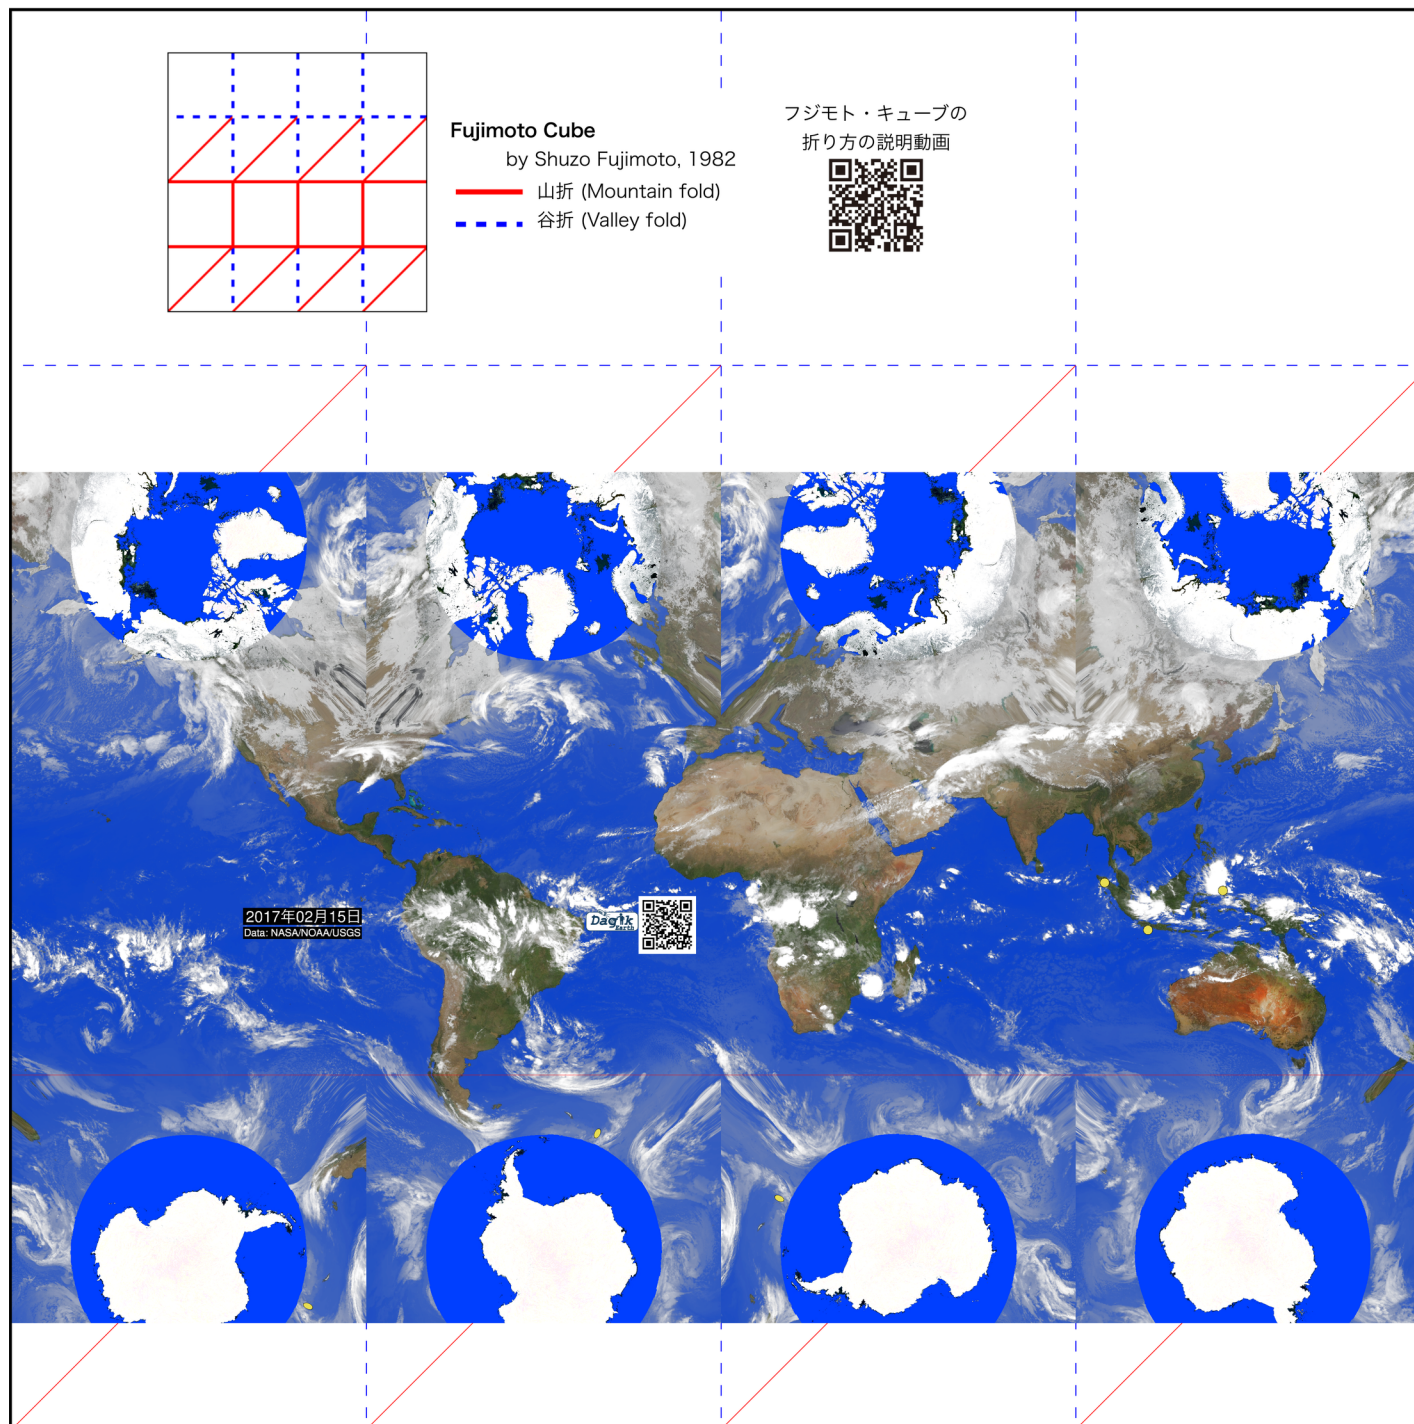 Fujimoto Cube
by Shuzo Fujimoto, 1982
山折 (Mountain fold)
谷折 (Valley fold)
フジモト・キューブの
折り方の説明動画
2017年02月15日
Data: NASA/NOAA/USGS
Dagik
Earth